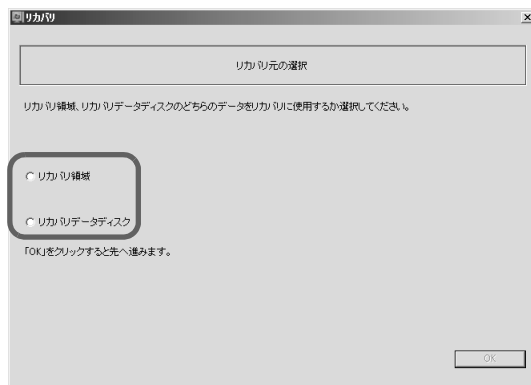 リカバリ
リカバリ元の選択
リカバリ領域、リカバリデータディスクのどちらのデータをリカバリに使用するか選択してください。
リカバリ領域
リカバリデータディスク
「OK」をクリックすると先へ進みます。
OK